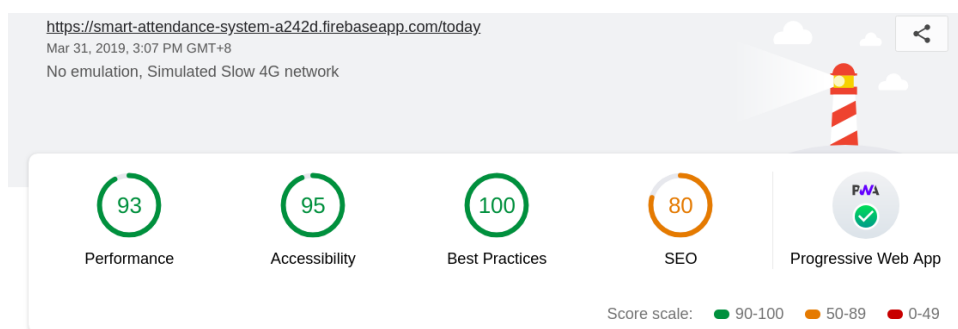 https://smart-attendance-system-a242d.firebaseapp.com/today
Mar 31, 2019, 3:07 PM GMT+8
No emulation, Simulated Slow 4G network
93
95
100
80
PWA
Performance
Accessibility
Best Practices
SEO
Progressive Web App
Score scale: 90-100 50-89 0-49